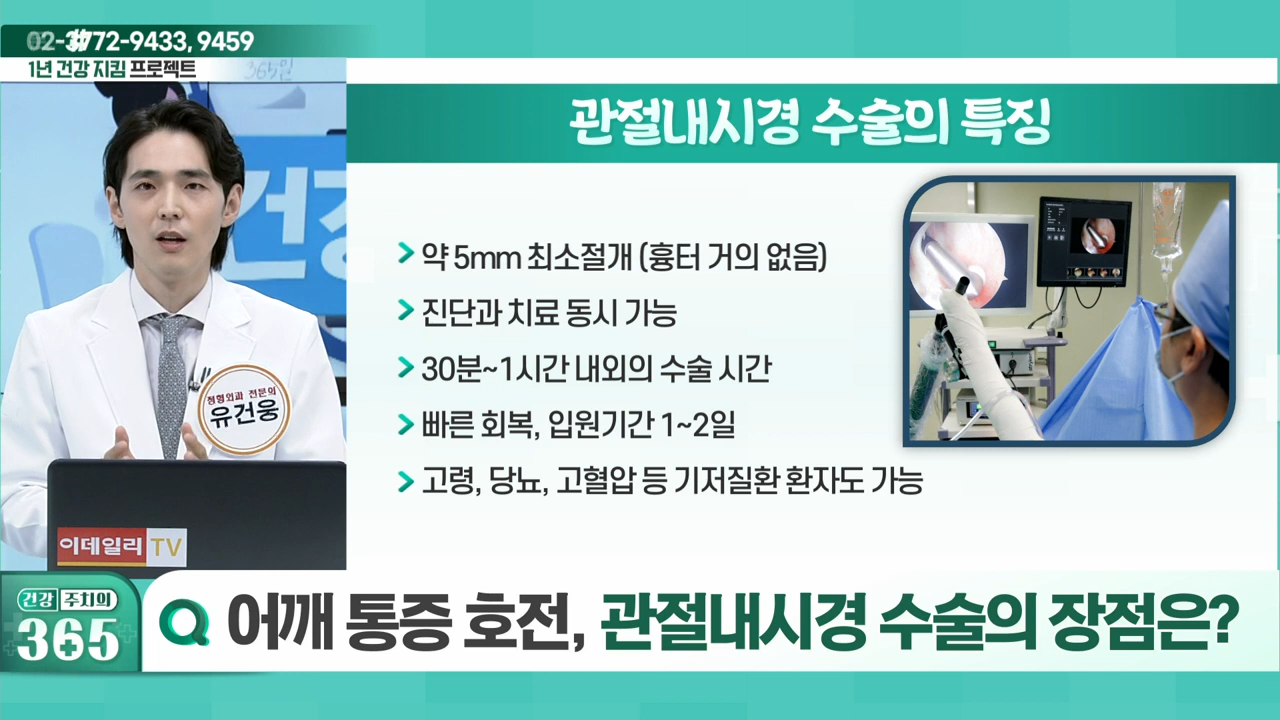 1년 건강 지킴 프로젝트
365일
건강
관절내시경 수술의 특징
약 5mm 최소절개 (흉터 거의 없음)
진단과 치료 동시 가능
30분~1시간 내외의 수술 시간
빠른 회복, 입원기간 1~2일
고령, 당뇨, 고혈압 등 기저질환 환자도 가능
정형외과 전문의
유건웅
이데일리 TV
건강 주치의
365
Q 어깨 통증 호전, 관절내시경 수술의 장점은?